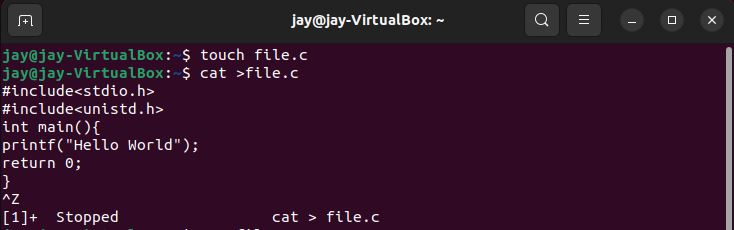 jay@jay-VirtualBox: ~
jay@jay-VirtualBox:~$ touch file.c
jay@jay-VirtualBox:~$ cat >file.c
#include<stdio.h>
#include<unistd.h>
int main(){
printf("Hello World");
return 0;
}
^Z
[1]+  Stopped                 cat > file.c